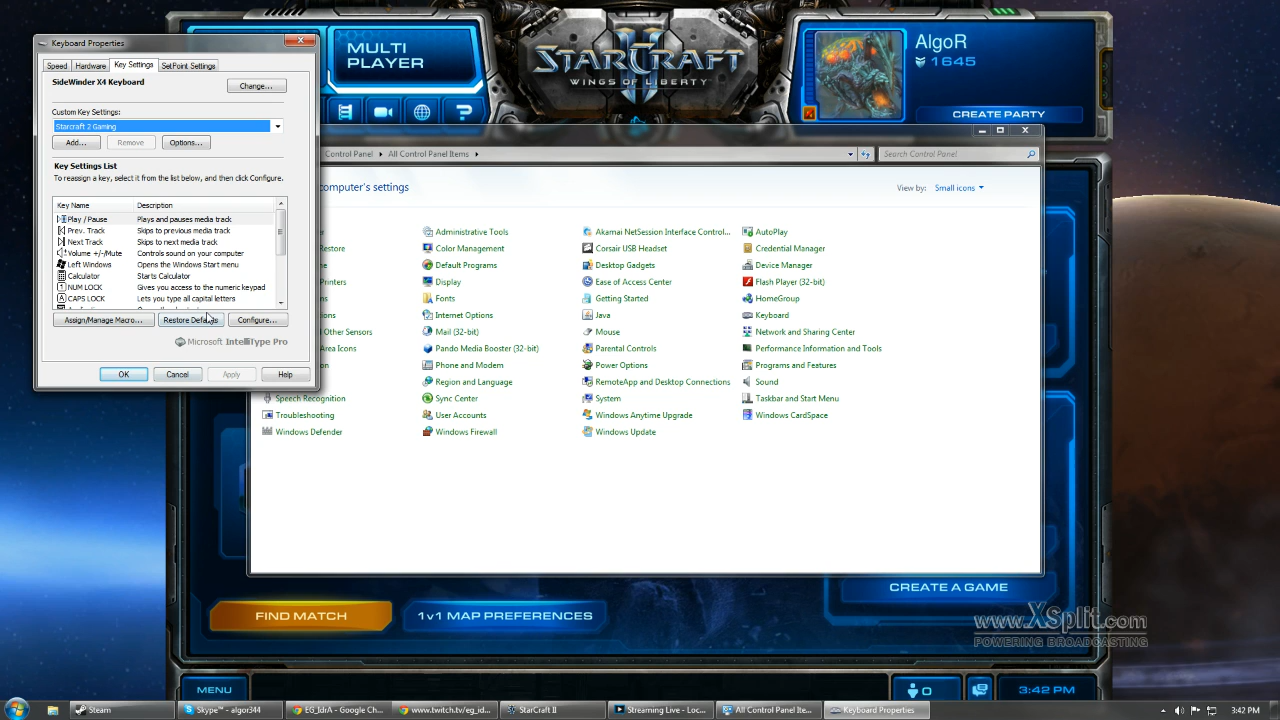 Keyboard Properties
Speed Hardware Key Settings SetPoint Settings
SideWinder X4 Keyboard
Change...
Custom Key Settings:
Starcraft 2 Gaming
Add... Remove Options...
Key Settings List
To reassign a key, select it from the list below, and then click Configure.
Key Name Description
Play / Pause Plays and pauses media track
Prev. Track Skips to previous media track
Next Track Skips to next media track
Volume +/-/Mute Controls sound on your computer
Left Windows Opens the Windows Start menu
Calculator Starts Calculator
NUM LOCK Gives you access to the numeric keypad
CAPS LOCK Lets you type all capital letters
Assign/Manage Macro... Restore Defaults Configure...
Microsoft IntelliType Pro
OK Cancel Apply Help
MULTI
PLAYER
STARCRAFT
II
WINGS OF LIBERTY
AlgoR
1645
CREATE PARTY
Control Panel All Control Panel Items
Search Control Panel
computer's settings
View by: Small icons
Administrative Tools Akamai NetSession Interface Control... AutoPlay
Restore Color Management Corsair USB Headset Credential Manager
Default Programs Desktop Gadgets Device Manager
Printers Display Ease of Access Center Flash Player (32-bit)
Fonts Getting Started HomeGroup
Internet Options Java Keyboard
Other Sensors Mail (32-bit) Mouse Network and Sharing Center
Area Icons Pando Media Booster (32-bit) Parental Controls Performance Information and Tools
Phone and Modem Power Options Programs and Features
Region and Language RemoteApp and Desktop Connections Sound
Speech Recognition Sync Center System Taskbar and Start Menu
Troubleshooting User Accounts Windows Anytime Upgrade Windows CardSpace
Windows Defender Windows Firewall Windows Update
CREATE A GAME
FIND MATCH 1v1 MAP PREFERENCES
www.XSplit.com
POWERING BROADCASTING
MENU 0 3:42 PM
Steam Skype™ - algor344 EG_IdrA - Google Ch... www.twitch.tv/eg_id... StarCraft II Streaming Live - Loc... All Control Panel Ite... Keyboard Properties 3:42 PM